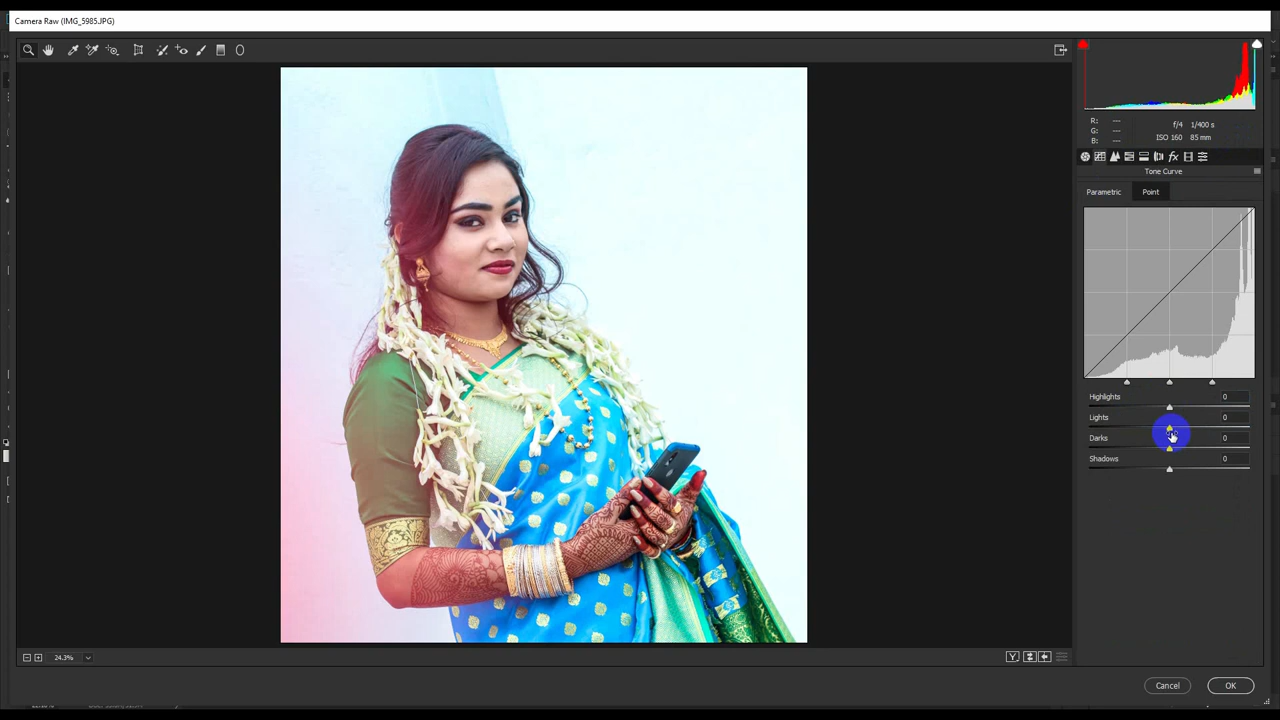 Camera Raw (IMG_5985.JPG)
R: ---
G: ---
B: ---
f/4 1/400 s
ISO 160 85 mm
fx
Tone Curve
Parametric Point
Highlights 0
Lights 0
Darks 0
Shadows 0
24.3%
Y
Cancel OK